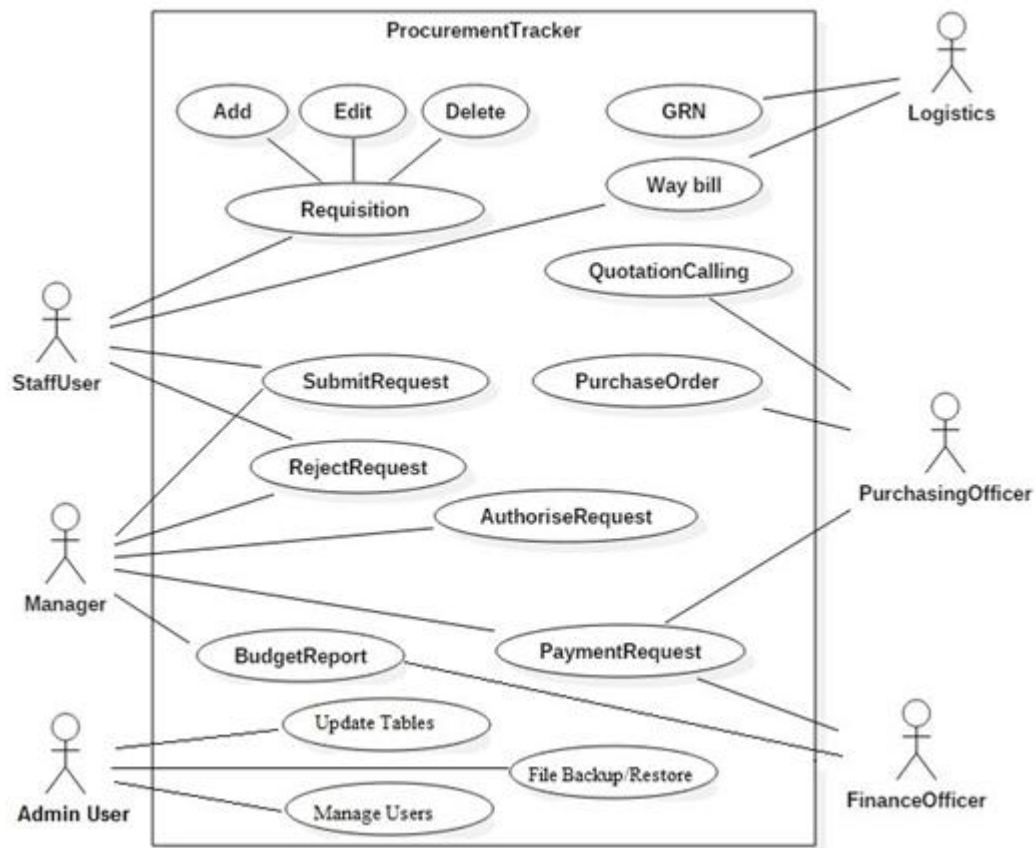 ProcurementTracker
Add
Edit
Delete
GRN
Logistics
Requisition
Way bill
QuotationCalling
StaffUser
SubmitRequest
PurchaseOrder
RejectRequest
PurchasingOfficer
AuthoriseRequest
Manager
BudgetReport
PaymentRequest
Update Tables
File Backup/Restore
Admin User
Manage Users
FinanceOfficer